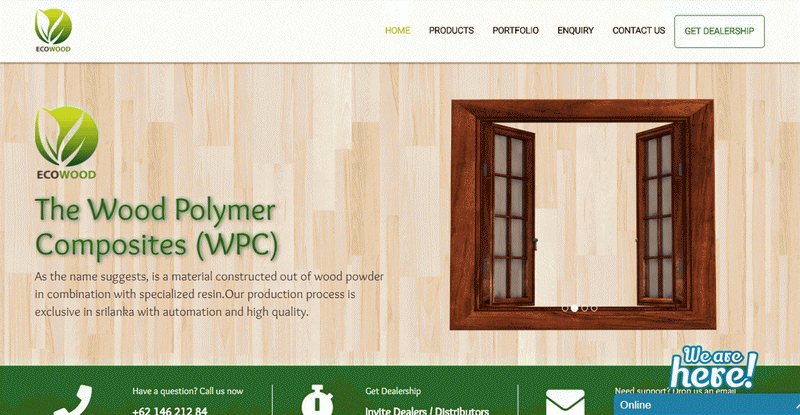 ECOWOOD
HOME PRODUCTS PORTFOLIO ENQUIRY CONTACT US GET DEALERSHIP
ECOWOOD
The Wood Polymer
Composites (WPC)
As the name suggests, is a material constructed out of wood powder
in combination with specialized resin.Our production process is
exclusive in srilanka with automation and high quality.
We are
here!
Have a question? Call us now
+62 146 212 84
Get Dealership
Invite Dealers / Distributors
Need support? Drop us an email
Online